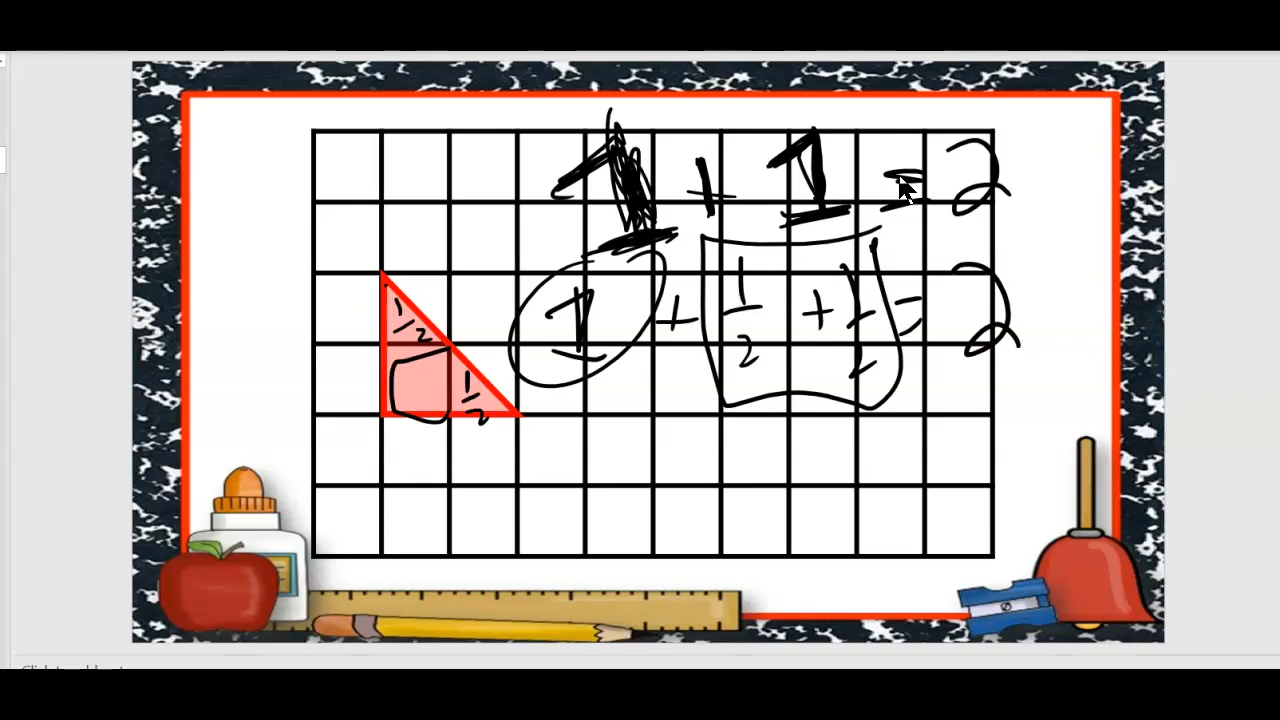 1 + 1 = 2
1 + 1/2 + 1/2 = 2
1/2
1/2